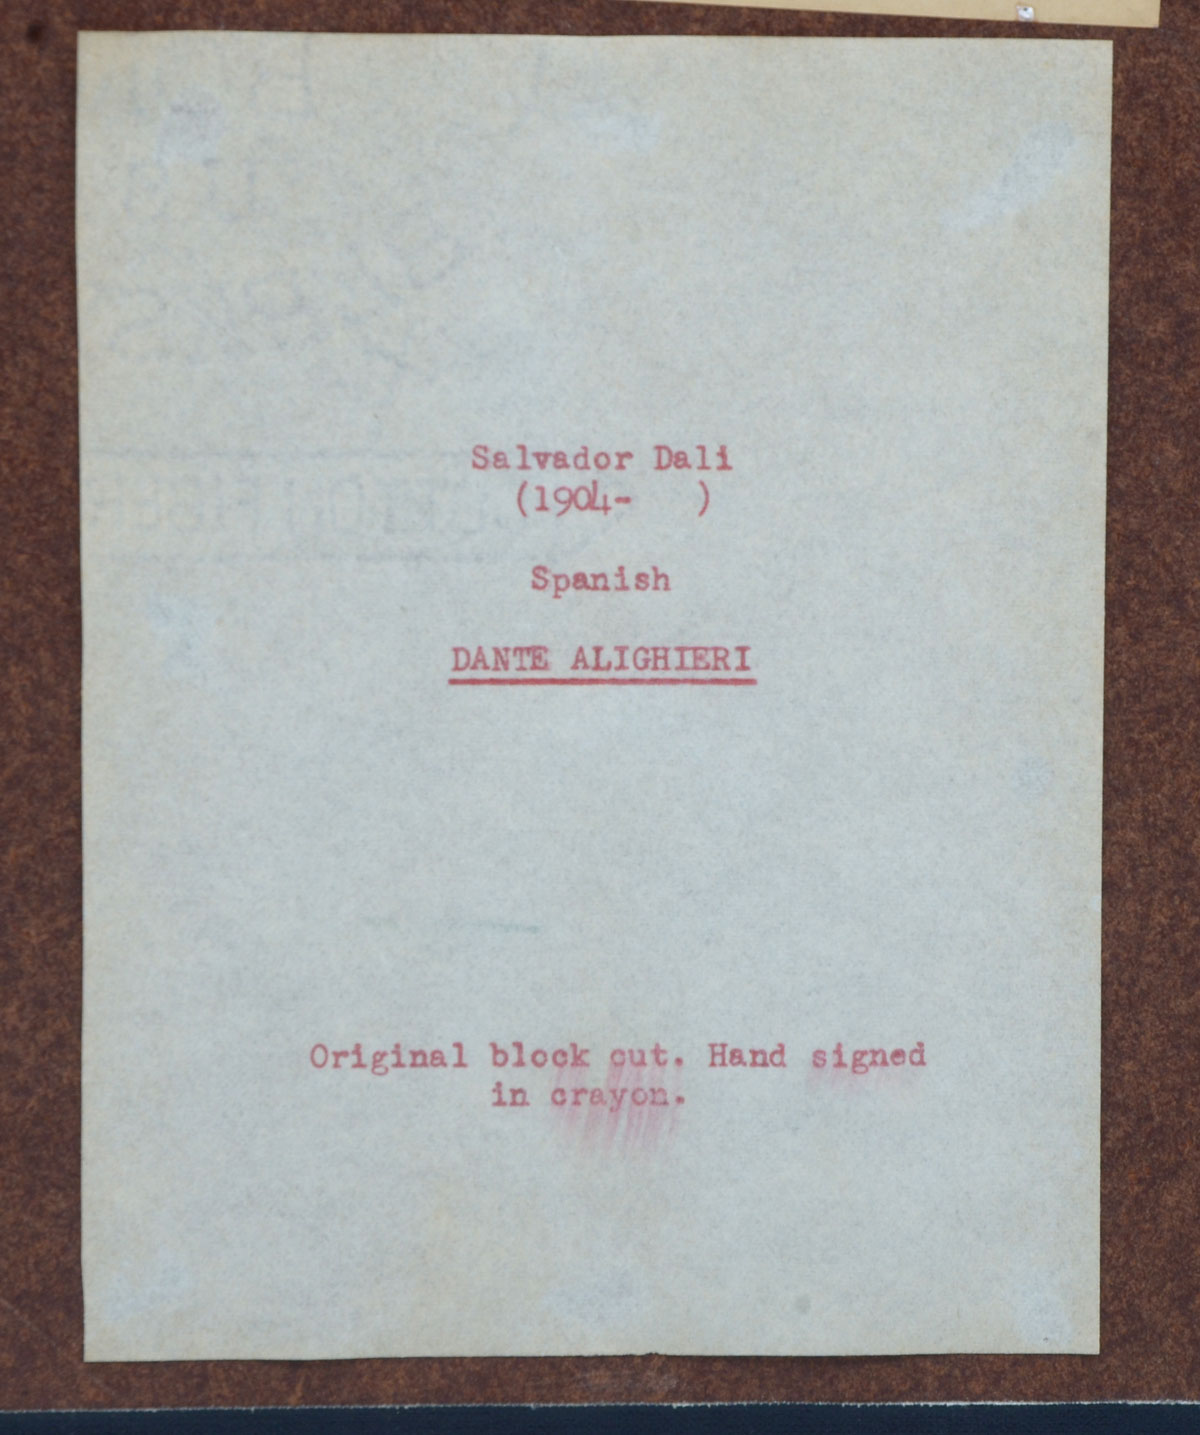 Salvador Dali
(1904-   )
Spanish
DANTE ALIGHIERI
Original block cut. Hand signed
in crayon.